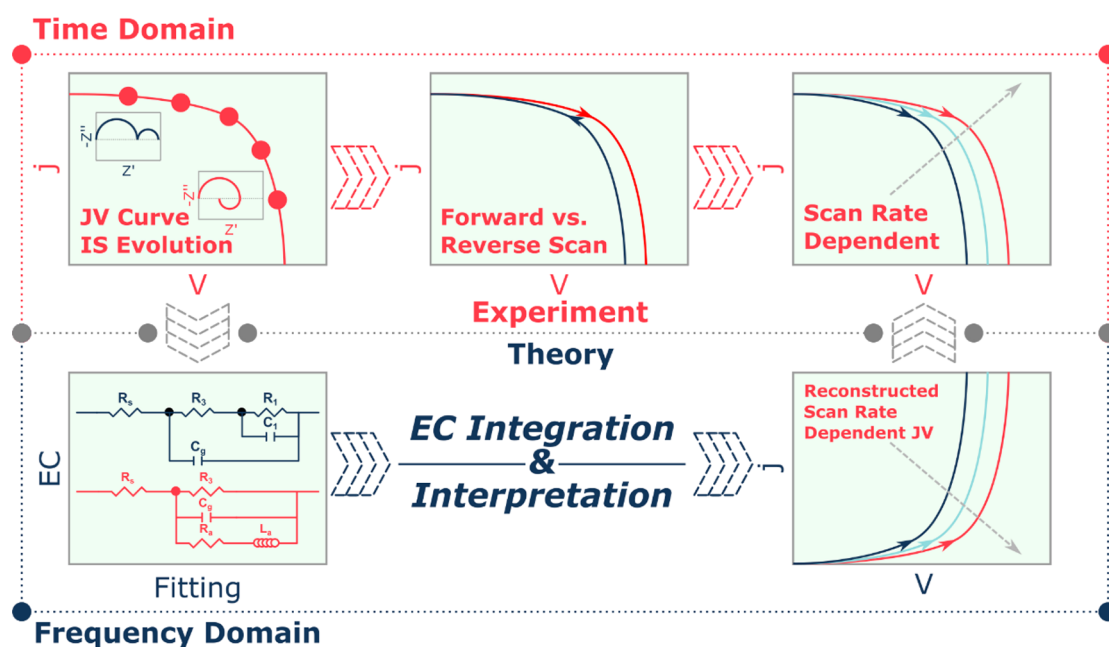 Time Domain
j
-Z''
Z'
-Z''
Z'
JV Curve
IS Evolution
V
j
Forward vs.
Reverse Scan
V
j
Scan Rate
Dependent
V
Experiment
Theory
EC
Rs
R3
R1
C1
Cg
Rs
R3
Cg
Ra
La
Fitting
EC Integration
&
Interpretation
j
Reconstructed
Scan Rate
Dependent JV
V
Frequency Domain